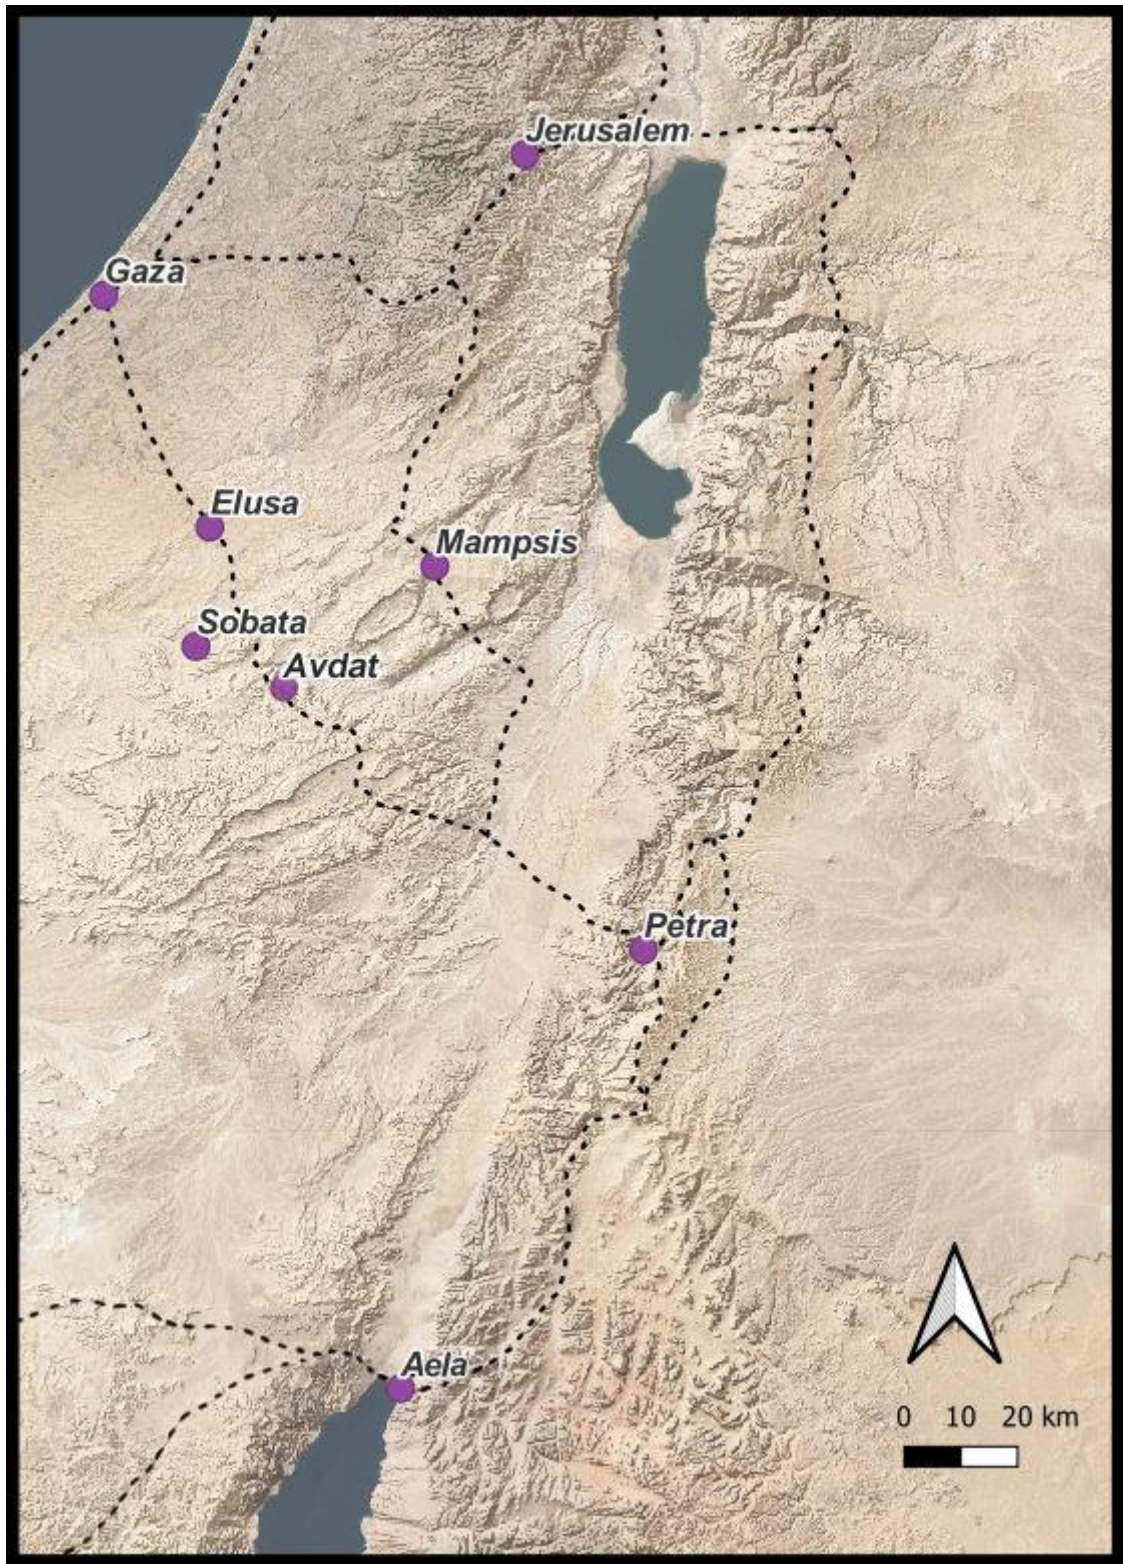 Jerusalem
Gaza
Elusa
Mampsis
Sobata
Avdat
Petra
Aela
0 10 20 km